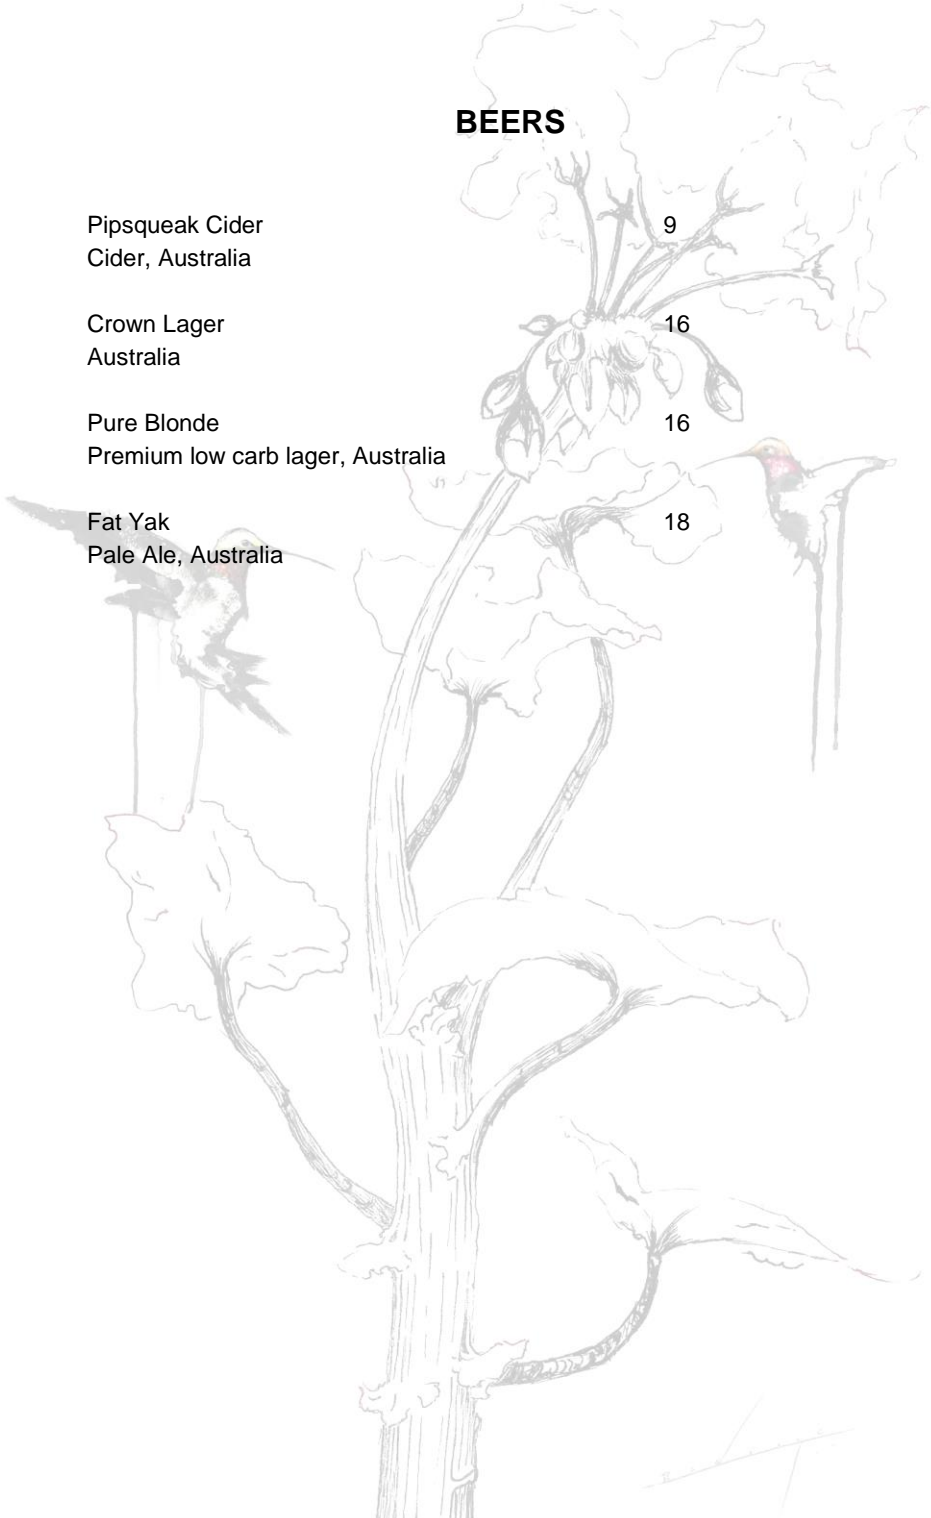 BEERS
Pipsqueak Cider 9
Cider, Australia
Crown Lager 16
Australia
Pure Blonde 16
Premium low carb lager, Australia
Fat Yak 18
Pale Ale, Australia